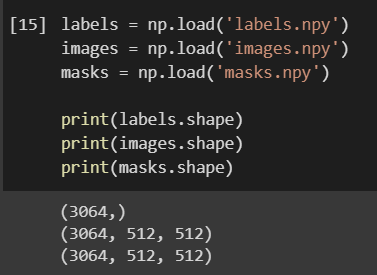 [15] labels = np.load('labels.npy')
images = np.load('images.npy')
masks = np.load('masks.npy')
print(labels.shape)
print(images.shape)
print(masks.shape)
(3064,)
(3064, 512, 512)
(3064, 512, 512)